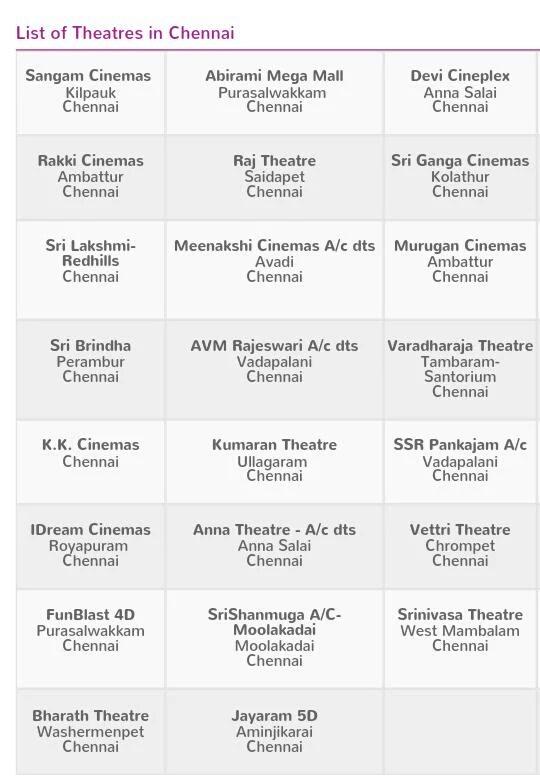 List of Theatres in Chennai
Sangam Cinemas
Kilpauk
Chennai
Abirami Mega Mall
Purasalwakkam
Chennai
Devi Cineplex
Anna Salai
Chennai
Rakki Cinemas
Ambattur
Chennai
Raj Theatre
Saidapet
Chennai
Sri Ganga Cinemas
Kolathur
Chennai
Sri Lakshmi-
Redhills
Chennai
Meenakshi Cinemas A/c dts
Avadi
Chennai
Murugan Cinemas
Ambattur
Chennai
Sri Brindha
Perambur
Chennai
AVM Rajeswari A/c dts
Vadapalani
Chennai
Varadharaja Theatre
Tambaram-
Santorium
Chennai
K.K. Cinemas
Chennai
Kumaran Theatre
Ullagaram
Chennai
SSR Pankajam A/c
Vadapalani
Chennai
IDream Cinemas
Royapuram
Chennai
Anna Theatre - A/c dts
Anna Salai
Chennai
Vettri Theatre
Chrompet
Chennai
FunBlast 4D
Purasalwakkam
Chennai
SriShanmuga A/C-
Moolakadai
Moolakadai
Chennai
Srinivasa Theatre
West Mambalam
Chennai
Bharath Theatre
Washermenpet
Chennai
Jayaram 5D
Aminjikarai
Chennai